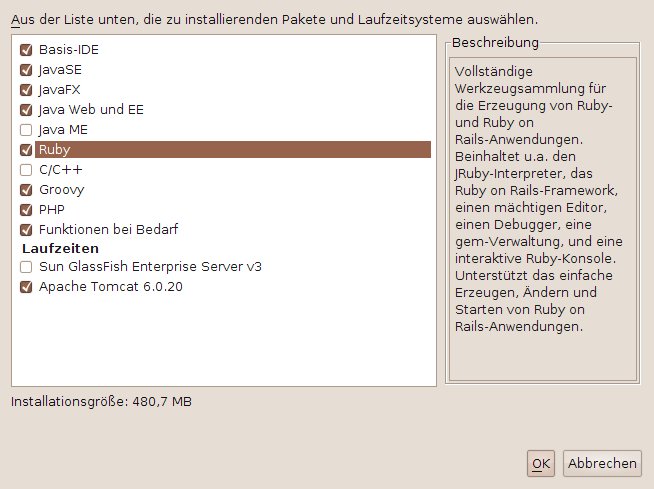 Aus der Liste unten, die zu installierenden Pakete und Laufzeitsysteme auswählen.
Basis-IDE
JavaSE
JavaFX
Java Web und EE
Java ME
Ruby
C/C++
Groovy
PHP
Funktionen bei Bedarf
Laufzeiten
Sun GlassFish Enterprise Server v3
Apache Tomcat 6.0.20
Beschreibung
Vollständige
Werkzeugsammlung für
die Erzeugung von Ruby-
und Ruby on
Rails-Anwendungen.
Beinhaltet u.a. den
JRuby-Interpreter, das
Ruby on Rails-Framework,
einen mächtigen Editor,
einen Debugger, eine
gem-Verwaltung, und eine
interaktive Ruby-Konsole.
Unterstützt das einfache
Erzeugen, Ändern und
Starten von Ruby on
Rails-Anwendungen.
Installationsgröße: 480,7 MB
OK
Abbrechen